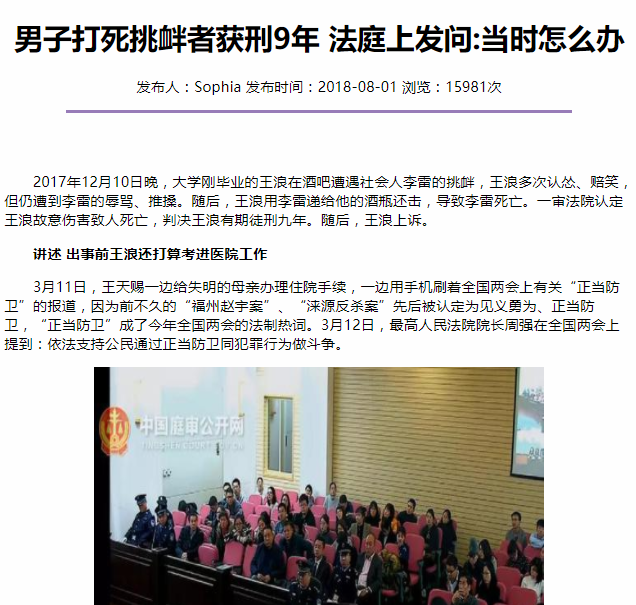 男子打死挑衅者获刑9年 法庭上发问:当时怎么办
发布人：Sophia 发布时间：2018-08-01 浏览：15981次
2017年12月10日晚，大学刚毕业的王浪在酒吧遭遇社会人李雷的挑衅，王浪多次认怂、赔笑，
但仍遭到李雷的辱骂、推搡。随后，王浪用李雷递给他的酒瓶还击，导致李雷死亡。一审法院认定
王浪故意伤害致人死亡，判决王浪有期徒刑九年。随后，王浪上诉。
讲述 出事前王浪还打算考进医院工作
3月11日，王天赐一边给失明的母亲办理住院手续，一边用手机刷着全国两会上有关“正当防
卫”的报道，因为前不久的“福州赵宇案”、“涞源反杀案”先后被认定为见义勇为、正当防
卫，“正当防卫”成了今年全国两会的法制热词。3月12日，最高人民法院院长周强在全国两会上
提到：依法支持公民通过正当防卫同犯罪行为做斗争。
中国庭审公开网